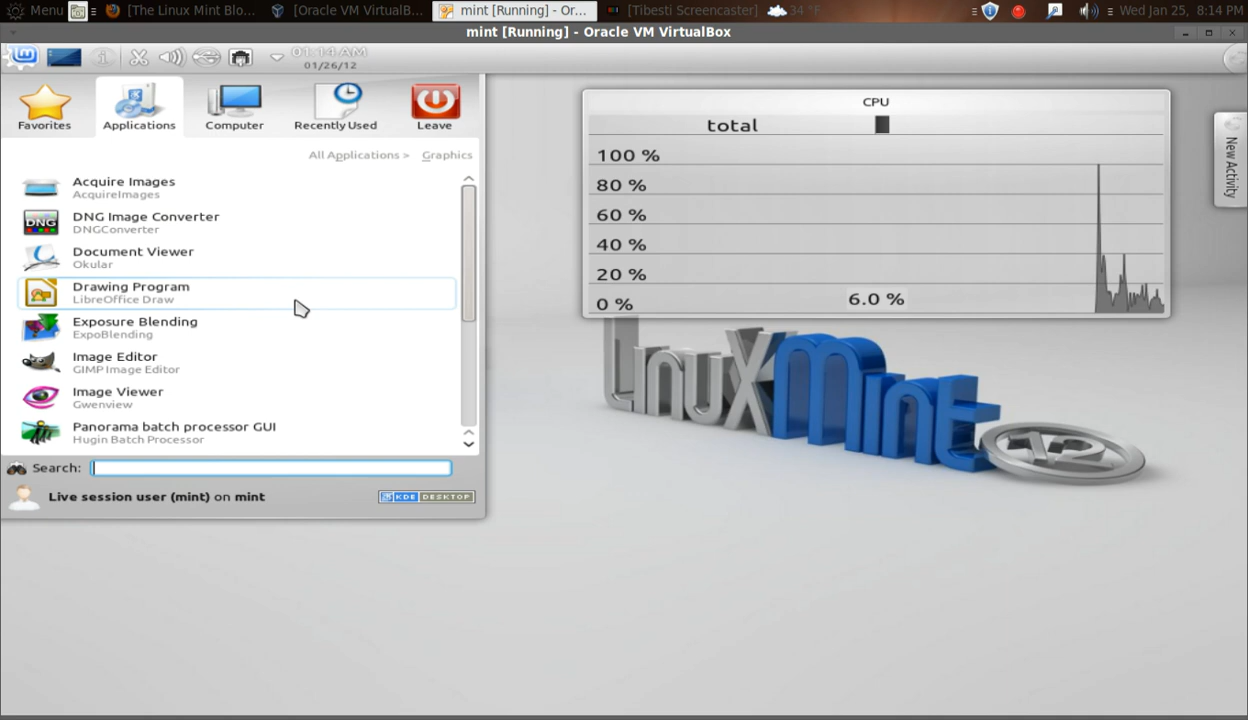 Menu [The Linux Mint Blo... [Oracle VM VirtualB... mint [Running] - Or... [Tibesti Screencaster] 34 °F Wed Jan 25, 8:14 PM
mint [Running] - Oracle VM VirtualBox
01:14 AM
01/26/12
Favorites Applications Computer Recently Used Leave
All Applications > Graphics
Acquire Images
AcquireImages
DNG Image Converter
DNGConverter
Document Viewer
Okular
Drawing Program
LibreOffice Draw
Exposure Blending
ExpoBlending
Image Editor
GIMP Image Editor
Image Viewer
Gwenview
Panorama batch processor GUI
Hugin Batch Processor
Search:
Live session user (mint) on mint KDE DESKTOP
CPU
total
100 %
80 %
60 %
40 %
20 %
0 % 6.0 %
New Activity
LinuxMint 12
DNG